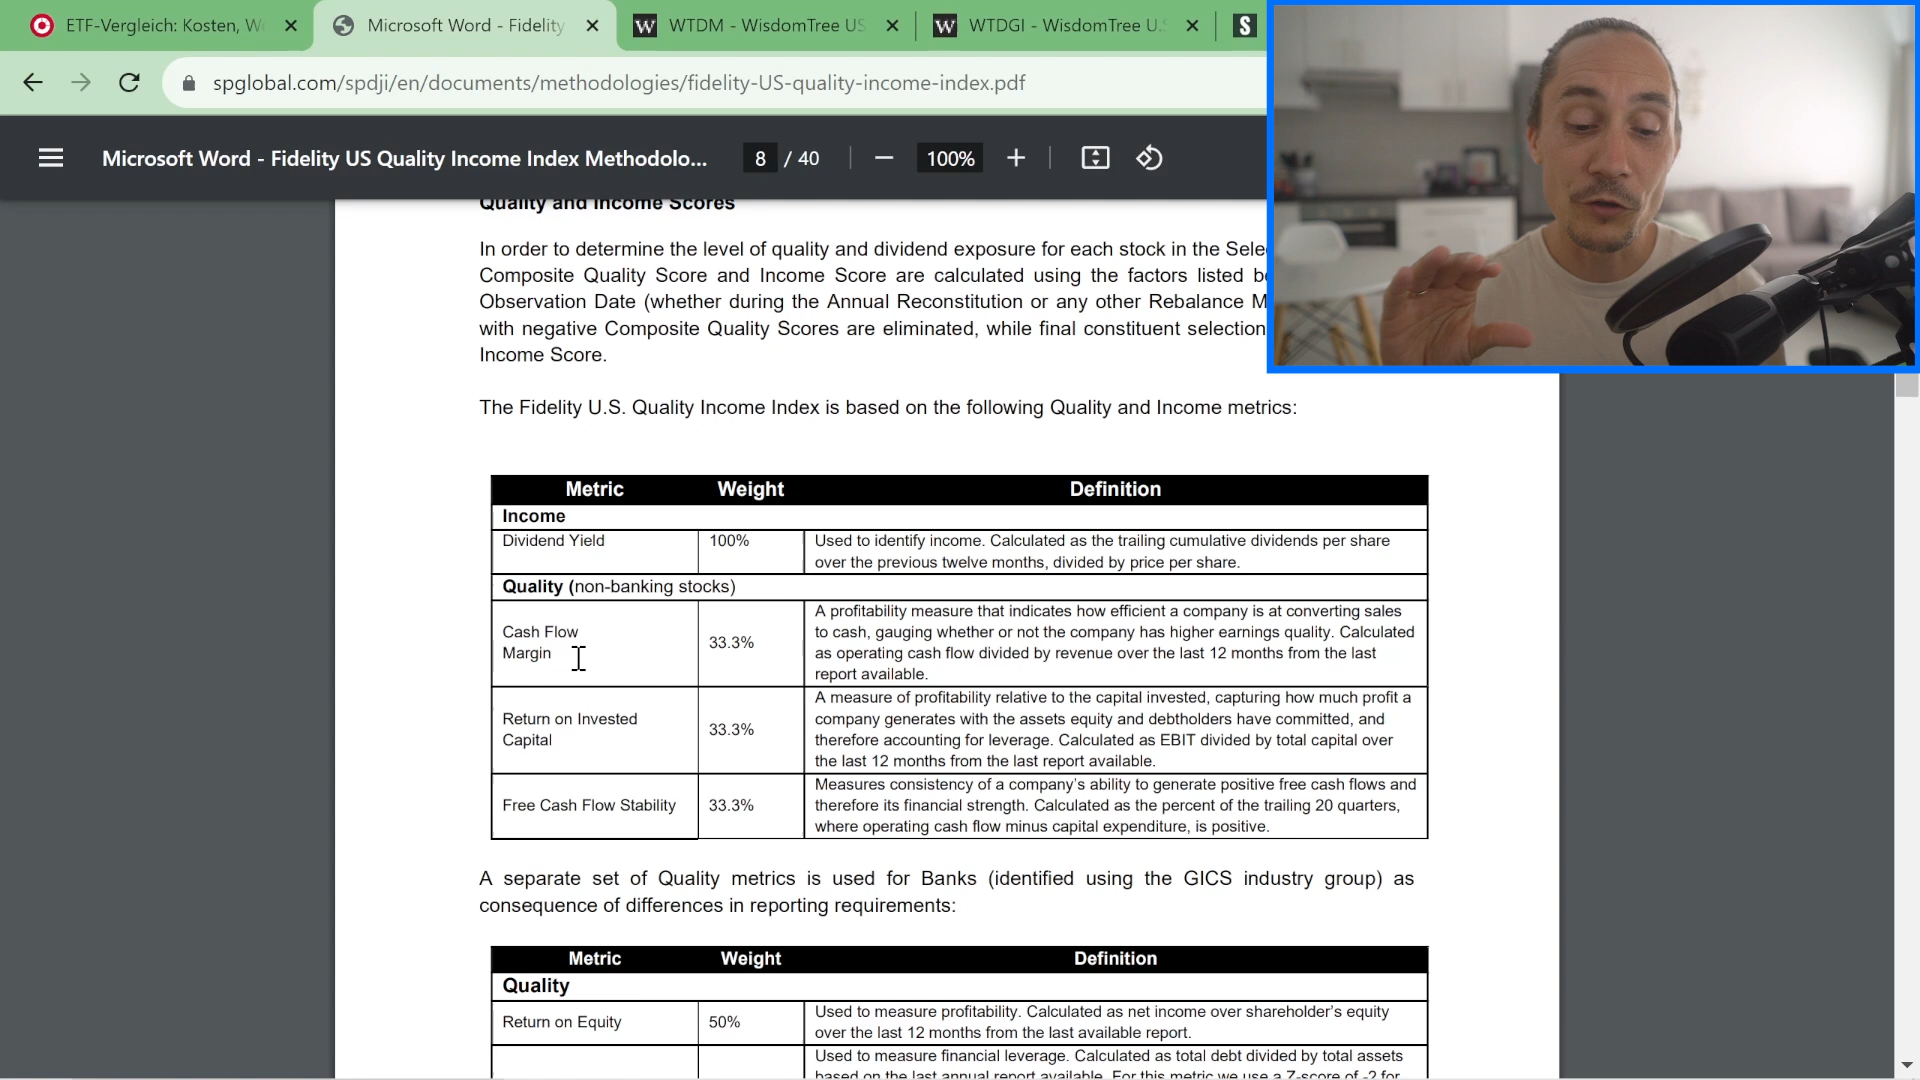 ETF-Vergleich: Kosten, W
Microsoft Word - Fidelity
W WTDM - WisdomTree US
W WTDGI - WisdomTree U.S
S
spglobal.com/spdji/en/documents/methodologies/fidelity-US-quality-income-index.pdf
Microsoft Word - Fidelity US Quality Income Index Methodolo...
8 / 40
100%
Quality and Income Scores
In order to determine the level of quality and dividend exposure for each stock in the Sele
Composite Quality Score and Income Score are calculated using the factors listed be
Observation Date (whether during the Annual Reconstitution or any other Rebalance M
with negative Composite Quality Scores are eliminated, while final constituent selection
Income Score.
The Fidelity U.S. Quality Income Index is based on the following Quality and Income metrics:
Metric Weight Definition
Income
Dividend Yield 100% Used to identify income. Calculated as the trailing cumulative dividends per share
over the previous twelve months, divided by price per share.
Quality (non-banking stocks)
Cash Flow
Margin
33.3%
A profitability measure that indicates how efficient a company is at converting sales
to cash, gauging whether or not the company has higher earnings quality. Calculated
as operating cash flow divided by revenue over the last 12 months from the last
report available.
Return on Invested
Capital
33.3%
A measure of profitability relative to the capital invested, capturing how much profit a
company generates with the assets equity and debtholders have committed, and
therefore accounting for leverage. Calculated as EBIT divided by total capital over
the last 12 months from the last report available.
Free Cash Flow Stability
33.3%
Measures consistency of a company's ability to generate positive free cash flows and
therefore its financial strength. Calculated as the percent of the trailing 20 quarters,
where operating cash flow minus capital expenditure, is positive.
A separate set of Quality metrics is used for Banks (identified using the GICS industry group) as
consequence of differences in reporting requirements:
Metric Weight Definition
Quality
Return on Equity
50%
Used to measure profitability. Calculated as net income over shareholder's equity
over the last 12 months from the last available report.
Used to measure financial leverage. Calculated as total debt divided by total assets
based on the last annual report available. For this metric we use a Z-score of -2 for